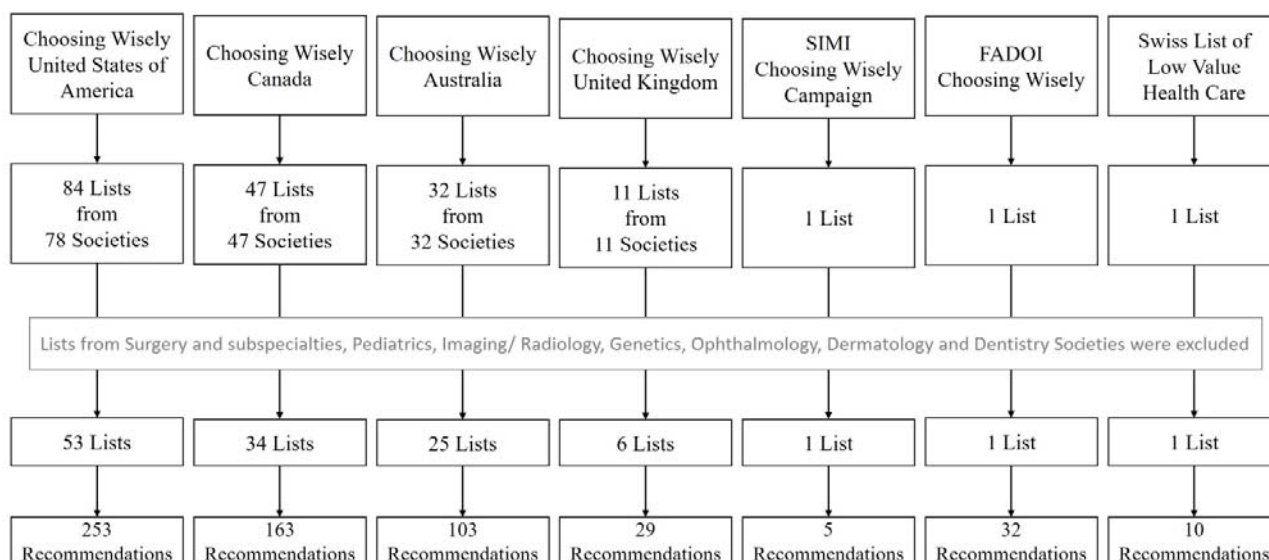 Choosing Wisely
United States of
America
Choosing Wisely
Canada
Choosing Wisely
Australia
Choosing Wisely
United Kingdom
SIMI
Choosing Wisely
Campaign
FADOI
Choosing Wisely
Swiss List of
Low Value
Health Care
84 Lists
from
78 Societies
47 Lists
from
47 Societies
32 Lists
from
32 Societies
11 Lists
from
11 Societies
1 List
1 List
1 List
Lists from Surgery and subspecialties, Pediatrics, Imaging/ Radiology, Genetics, Ophthalmology, Dermatology and Dentistry Societies were excluded
53 Lists
34 Lists
25 Lists
6 Lists
1 List
1 List
1 List
253
Recommendations
163
Recommendations
103
Recommendations
29
Recommendations
5
Recommendations
32
Recommendations
10
Recommendations